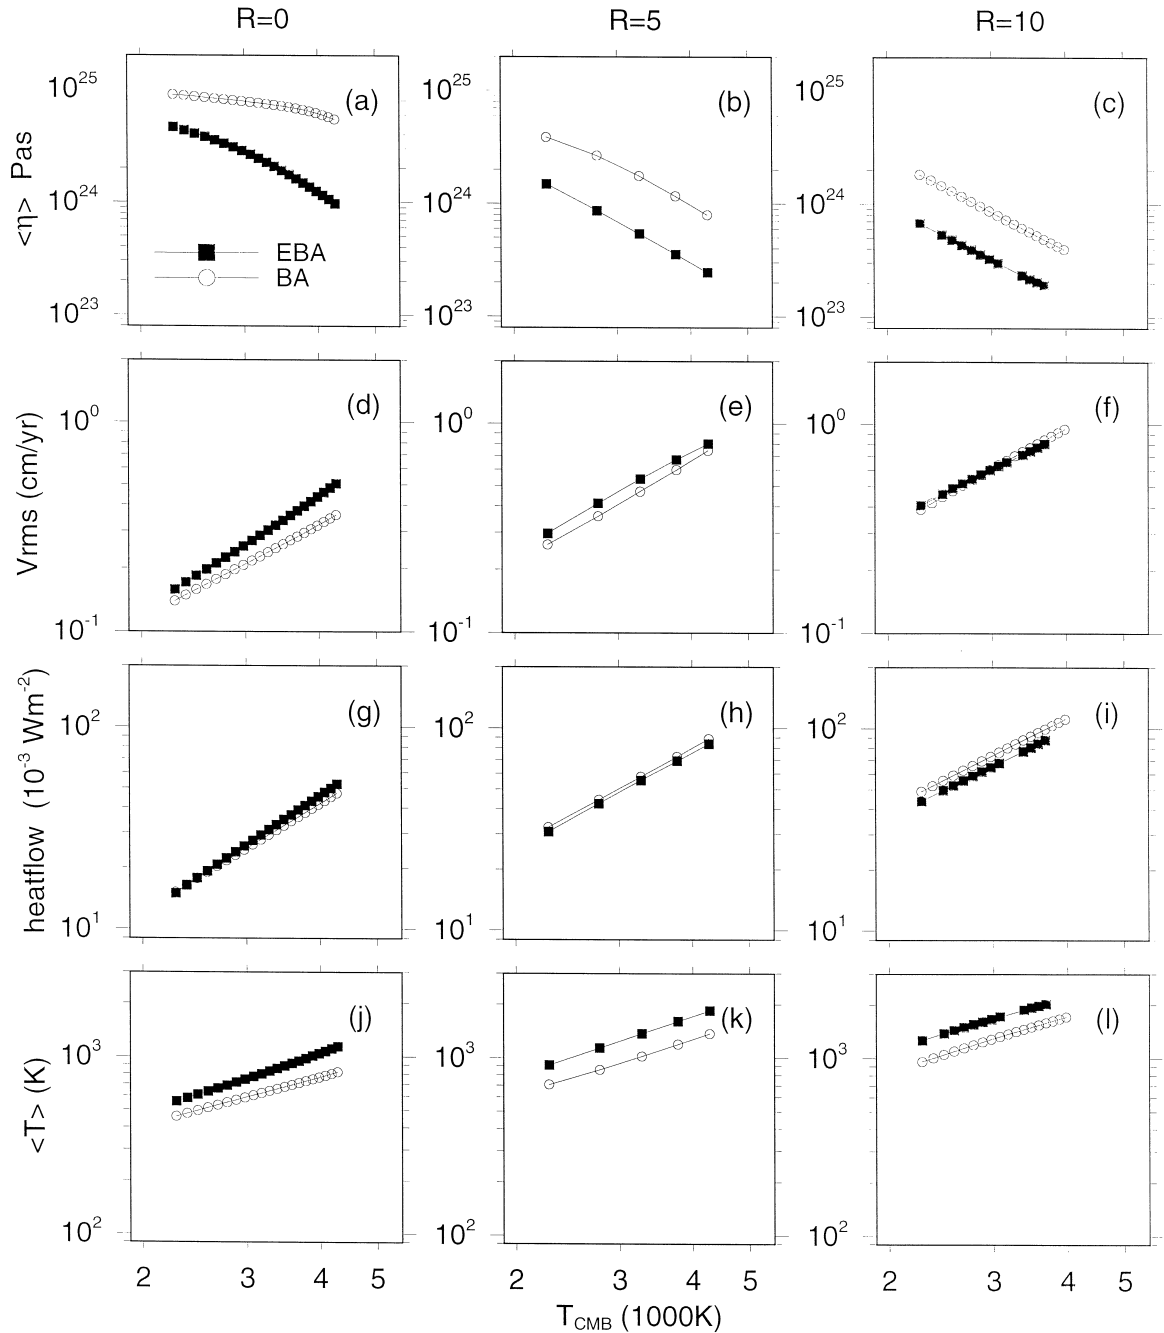 R=0 R=5 R=10
<η> Pas
10^25 (a) 10^25 (b) 10^25 (c)
10^24 10^24 10^24
EBA
BA
10^23 10^23 10^23
Vrms (cm/yr)
(d) (e) (f)
10^0 10^0 10^0
10^-1 10^-1 10^-1
heatflow (10^-3 Wm^-2)
(g) (h) (i)
10^2 10^2 10^2
10^1 10^1 10^1
<T> (K)
(j) (k) (l)
10^3 10^3 10^3
10^2 10^2 10^2
2 3 4 5 2 3 4 5 2 3 4 5
T_CMB (1000K)